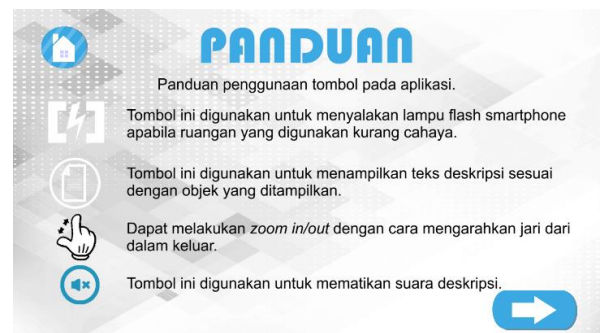 PANDUAN
Panduan penggunaan tombol pada aplikasi.
Tombol ini digunakan untuk menyalakan lampu flash smartphone
apabila ruangan yang digunakan kurang cahaya.
Tombol ini digunakan untuk menampilkan teks deskripsi sesuai
dengan objek yang ditampilkan.
Dapat melakukan zoom in/out dengan cara mengarahkan jari dari
dalam keluar.
Tombol ini digunakan untuk mematikan suara deskripsi.